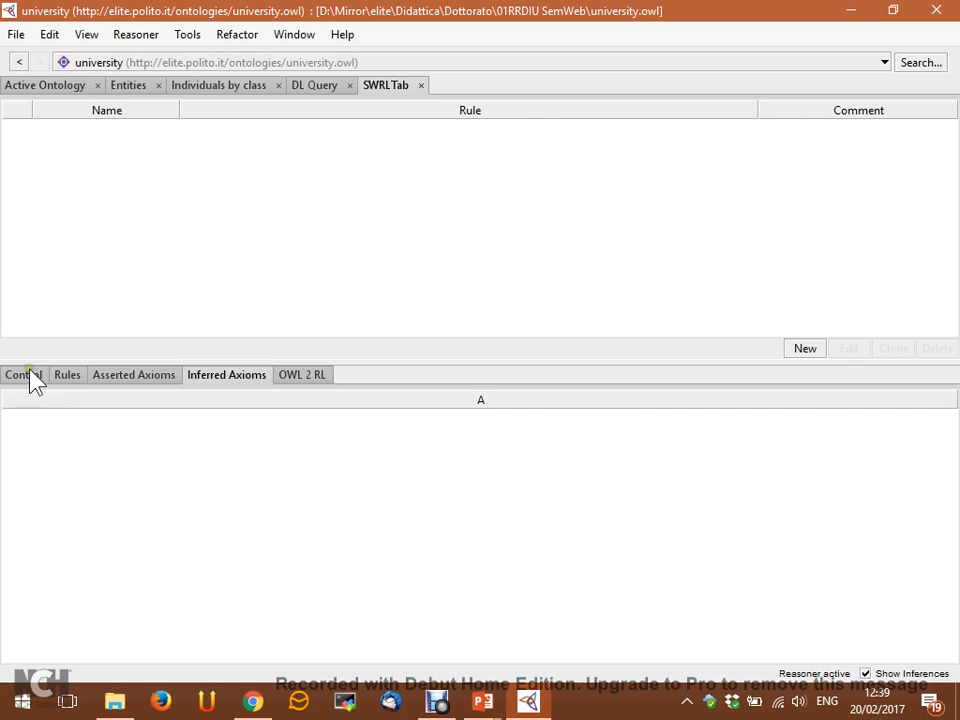 university (http://elite.polito.it/ontologies/university.owl) : [D:\Mirror\elite\Didattica\Dottorato\01RRDIU SemWeb\university.owl]
File Edit View Reasoner Tools Refactor Window Help
< university (http://elite.polito.it/ontologies/university.owl) Search...
Active Ontology × Entities × Individuals by class × DL Query × SWRLTab ×
Name Rule Comment
New Edit Clone Delete
Control Rules Asserted Axioms Inferred Axioms OWL 2 RL
A
Reasoner active Show Inferences
NCH
Recorded with Debut Home Edition. Upgrade to Pro to remove this message
ENG
12:39
20/02/2017
19